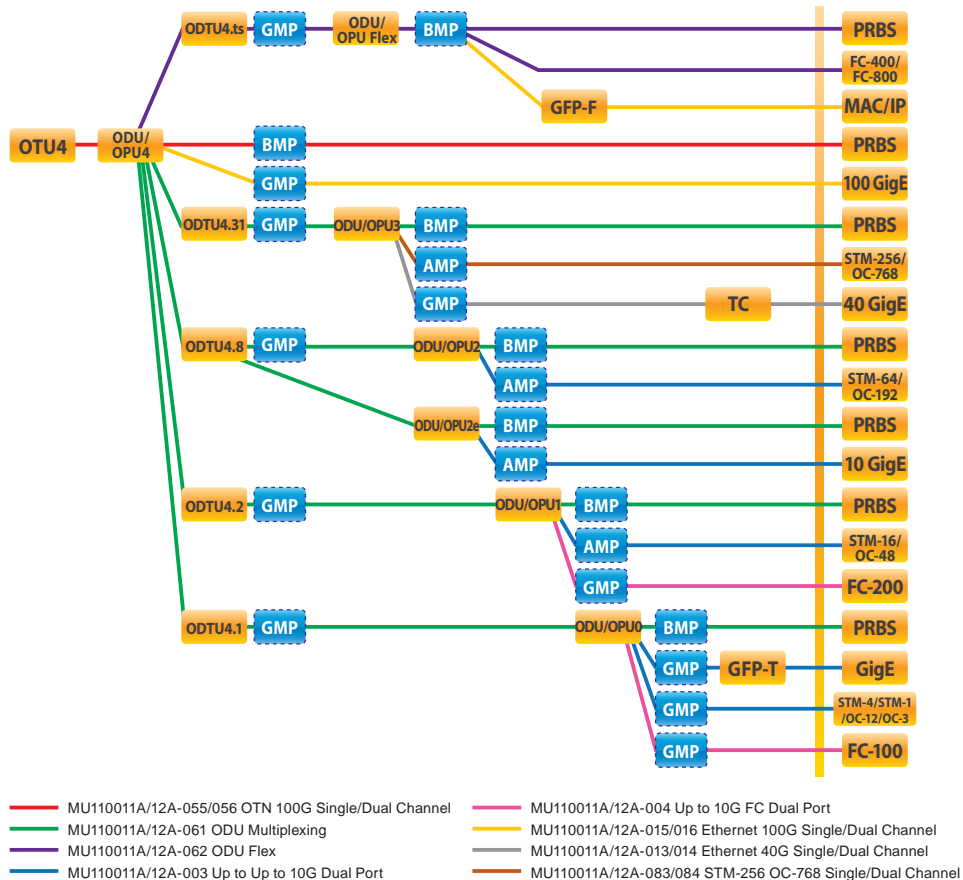 ODTU4.ts GMP ODU/ OPU Flex BMP PRBS
FC-400/
FC-800
GFP-F MAC/IP
OTU4 ODU/ OPU4 BMP PRBS
GMP 100 GigE
ODTU4.31 GMP ODU/OPU3 BMP PRBS
AMP STM-256/
OC-768
GMP TC 40 GigE
ODTU4.8 GMP ODU/OPU2 BMP PRBS
AMP STM-64/
OC-192
ODU/OPU2e BMP PRBS
AMP 10 GigE
ODTU4.2 GMP ODU/OPU1 BMP PRBS
AMP STM-16/
OC-48
GMP FC-200
ODTU4.1 GMP ODU/OPU0 BMP PRBS
GMP GFP-T GigE
GMP STM-4/STM-1
/OC-12/OC-3
GMP FC-100
MU110011A/12A-055/056 OTN 100G Single/Dual Channel
MU110011A/12A-061 ODU Multiplexing
MU110011A/12A-062 ODU Flex
MU110011A/12A-003 Up to Up to 10G Dual Port
MU110011A/12A-004 Up to 10G FC Dual Port
MU110011A/12A-015/016 Ethernet 100G Single/Dual Channel
MU110011A/12A-013/014 Ethernet 40G Single/Dual Channel
MU110011A/12A-083/084 STM-256 OC-768 Single/Dual Channel